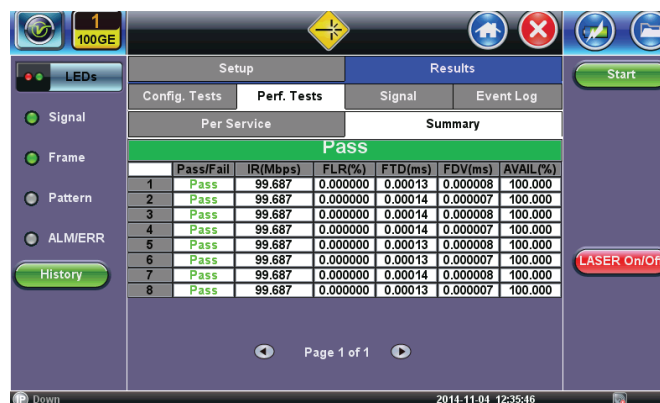 1
100GE
LEDs
Signal
Frame
Pattern
ALM/ERR
History
Setup Results
Config. Tests Perf. Tests Signal Event Log
Per Service Summary
Pass
Pass/Fail IR(Mbps) FLR(%) FTD(ms) FDV(ms) AVAIL(%)
1 Pass 99.687 0.000000 0.00013 0.000008 100.000
2 Pass 99.687 0.000000 0.00014 0.000007 100.000
3 Pass 99.687 0.000000 0.00014 0.000008 100.000
4 Pass 99.687 0.000000 0.00014 0.000007 100.000
5 Pass 99.687 0.000000 0.00013 0.000008 100.000
6 Pass 99.687 0.000000 0.00013 0.000007 100.000
7 Pass 99.687 0.000000 0.00014 0.000008 100.000
8 Pass 99.687 0.000000 0.00013 0.000007 100.000
Page 1 of 1
Start
LASER On/Off
IP Down
2014-11-04 12:35:46